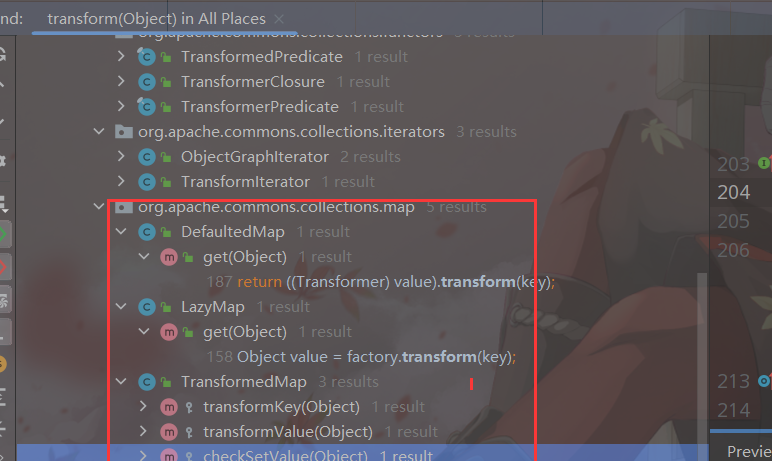 nd: transform(Object) in All Places
org.apache.commons.collections.functors 3 results
TransformedPredicate 1 result
TransformerClosure 1 result
TransformerPredicate 1 result
org.apache.commons.collections.iterators 3 results
ObjectGraphIterator 2 results
TransformIterator 1 result
org.apache.commons.collections.map 5 results
DefaultedMap 1 result
get(Object) 1 result
187 return ((Transformer) value).transform(key);
LazyMap 1 result
get(Object) 1 result
158 Object value = factory.transform(key);
TransformedMap 3 results
transformKey(Object) 1 result
transformValue(Object) 1 result
checkSetValue(Object) 1 result
203
204
205
206
213
214
Previe